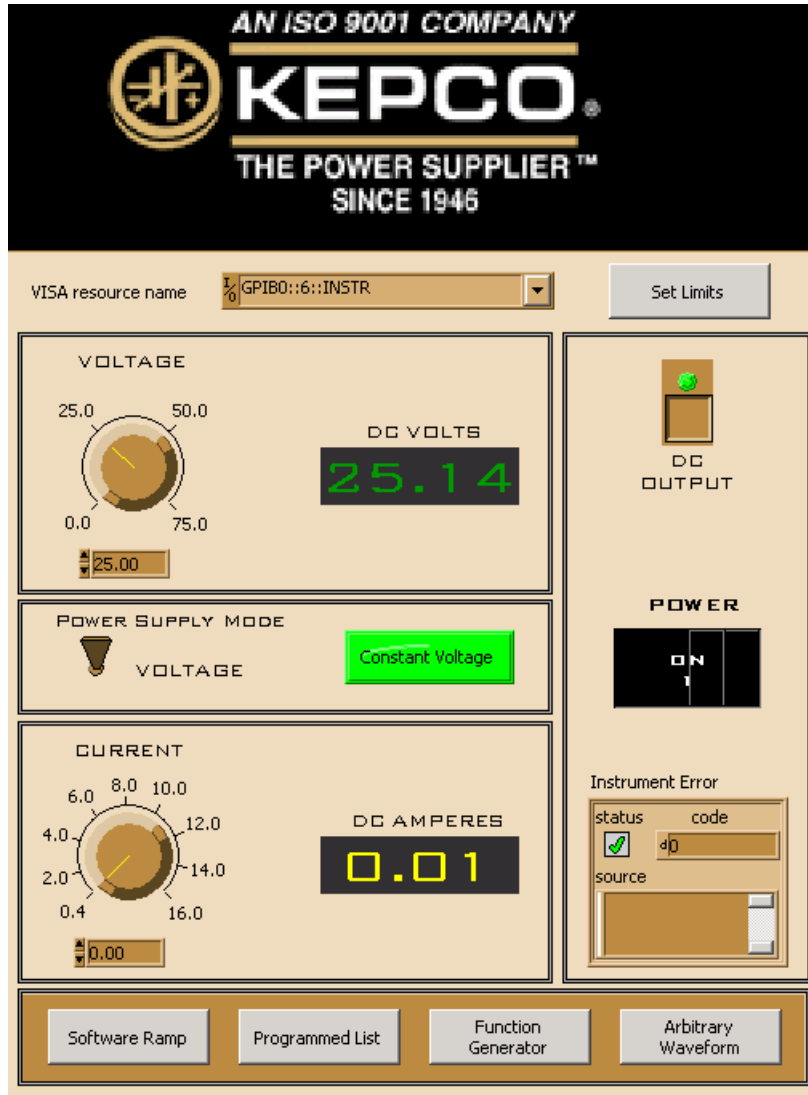 AN ISO 9001 COMPANY
KEPCO®
THE POWER SUPPLIER™
SINCE 1946
VISA resource name
I/O GPIB0::6::INSTR
Set Limits
VOLTAGE
25.0 50.0
0.0 75.0
25.00
DC VOLTS
25.14
DC
OUTPUT
POWER SUPPLY MODE
VOLTAGE
Constant Voltage
POWER
ON
1
CURRENT
6.0 8.0 10.0
4.0 12.0
2.0 14.0
0.4 16.0
0.00
DC AMPERES
0.01
Instrument Error
status code
d0
source
Software Ramp
Programmed List
Function
Generator
Arbitrary
Waveform